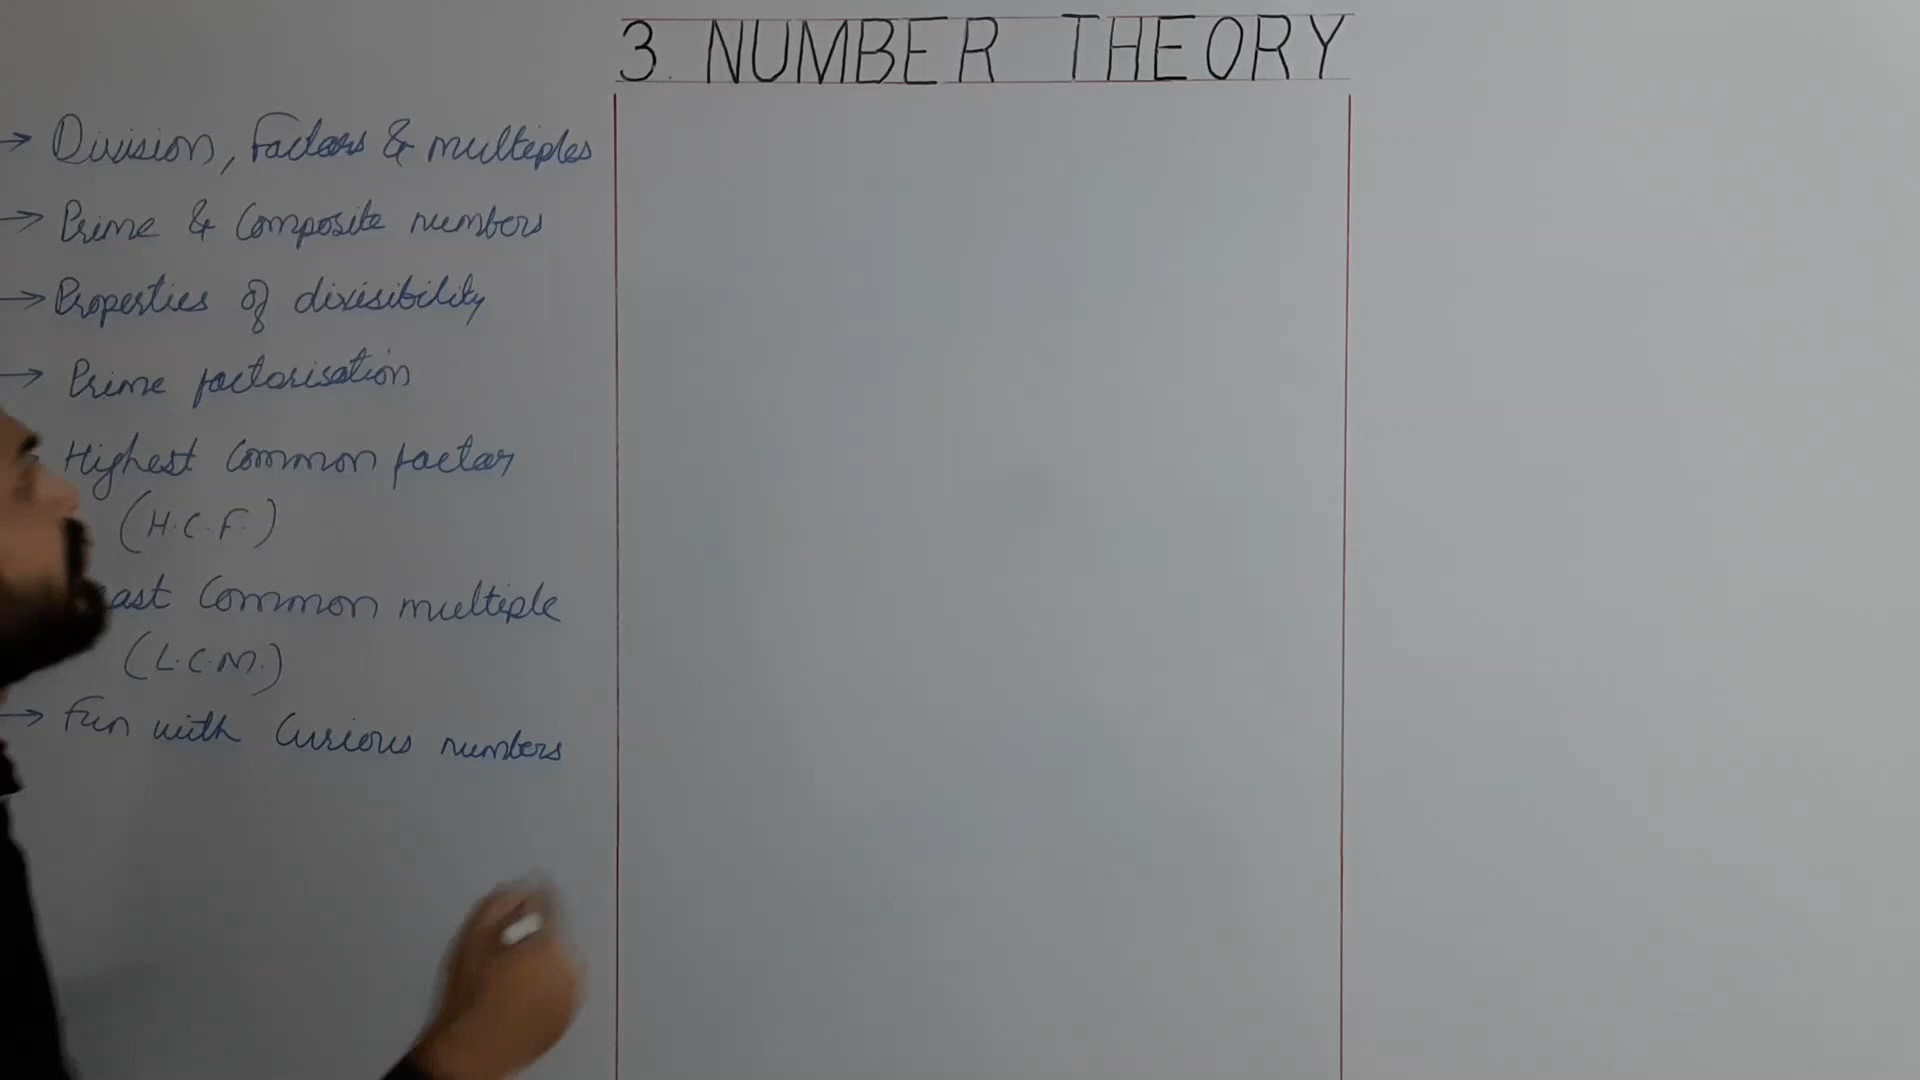 3. NUMBER THEORY
→ Division, Factors & multiples
→ Prime & Composite numbers
→ Properties of divisibility
→ Prime factorisation
Highest Common factor
(H.C.F.)
Common multiple
(L.C.M.)
→ Fun with Curious numbers